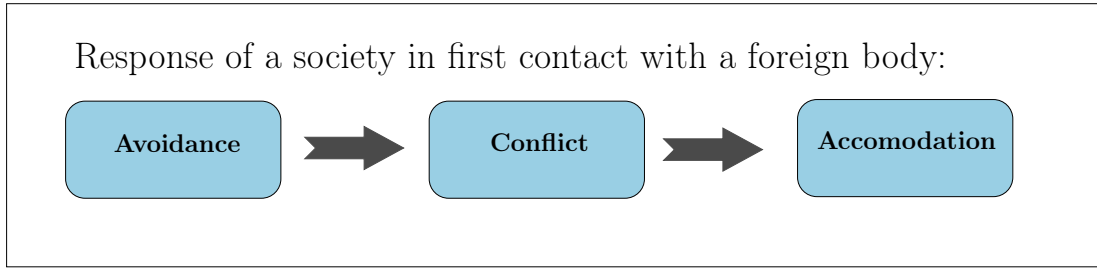 Response of a society in first contact with a foreign body:
Avoidance
Conflict
Accomodation